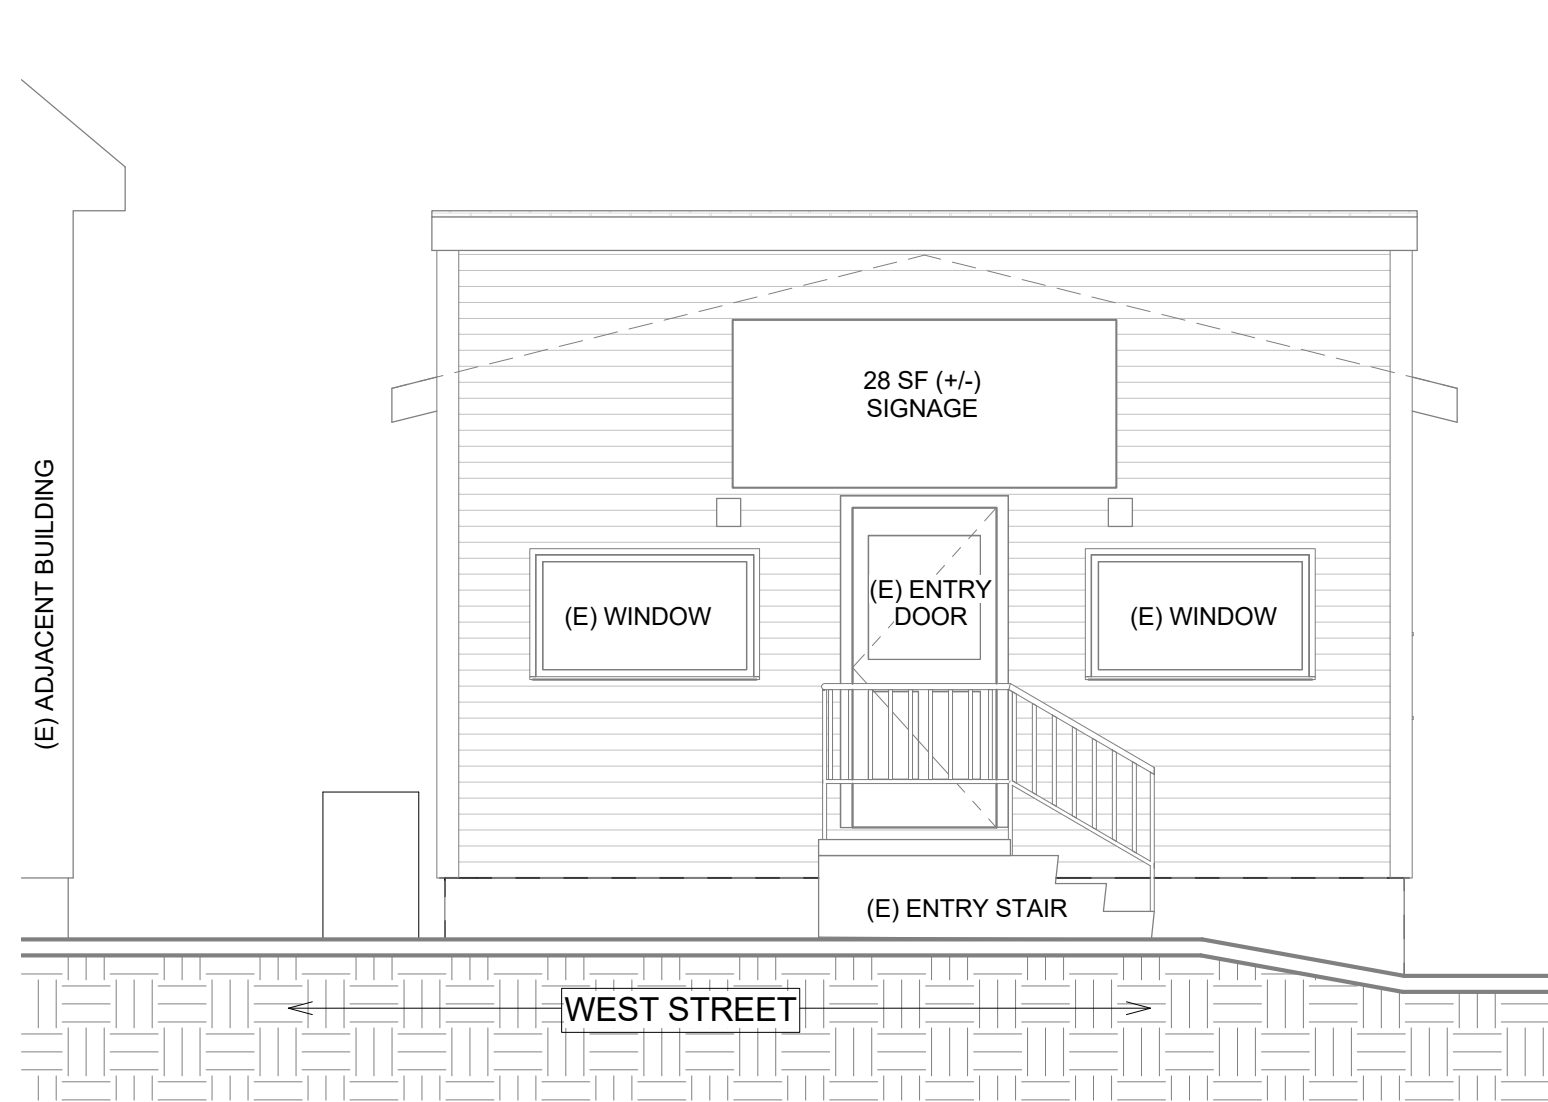 28 SF (+/-)
SIGNAGE
(E) ADJACENT BUILDING
(E) WINDOW
(E) ENTRY
DOOR
(E) WINDOW
(E) ENTRY STAIR
WEST STREET